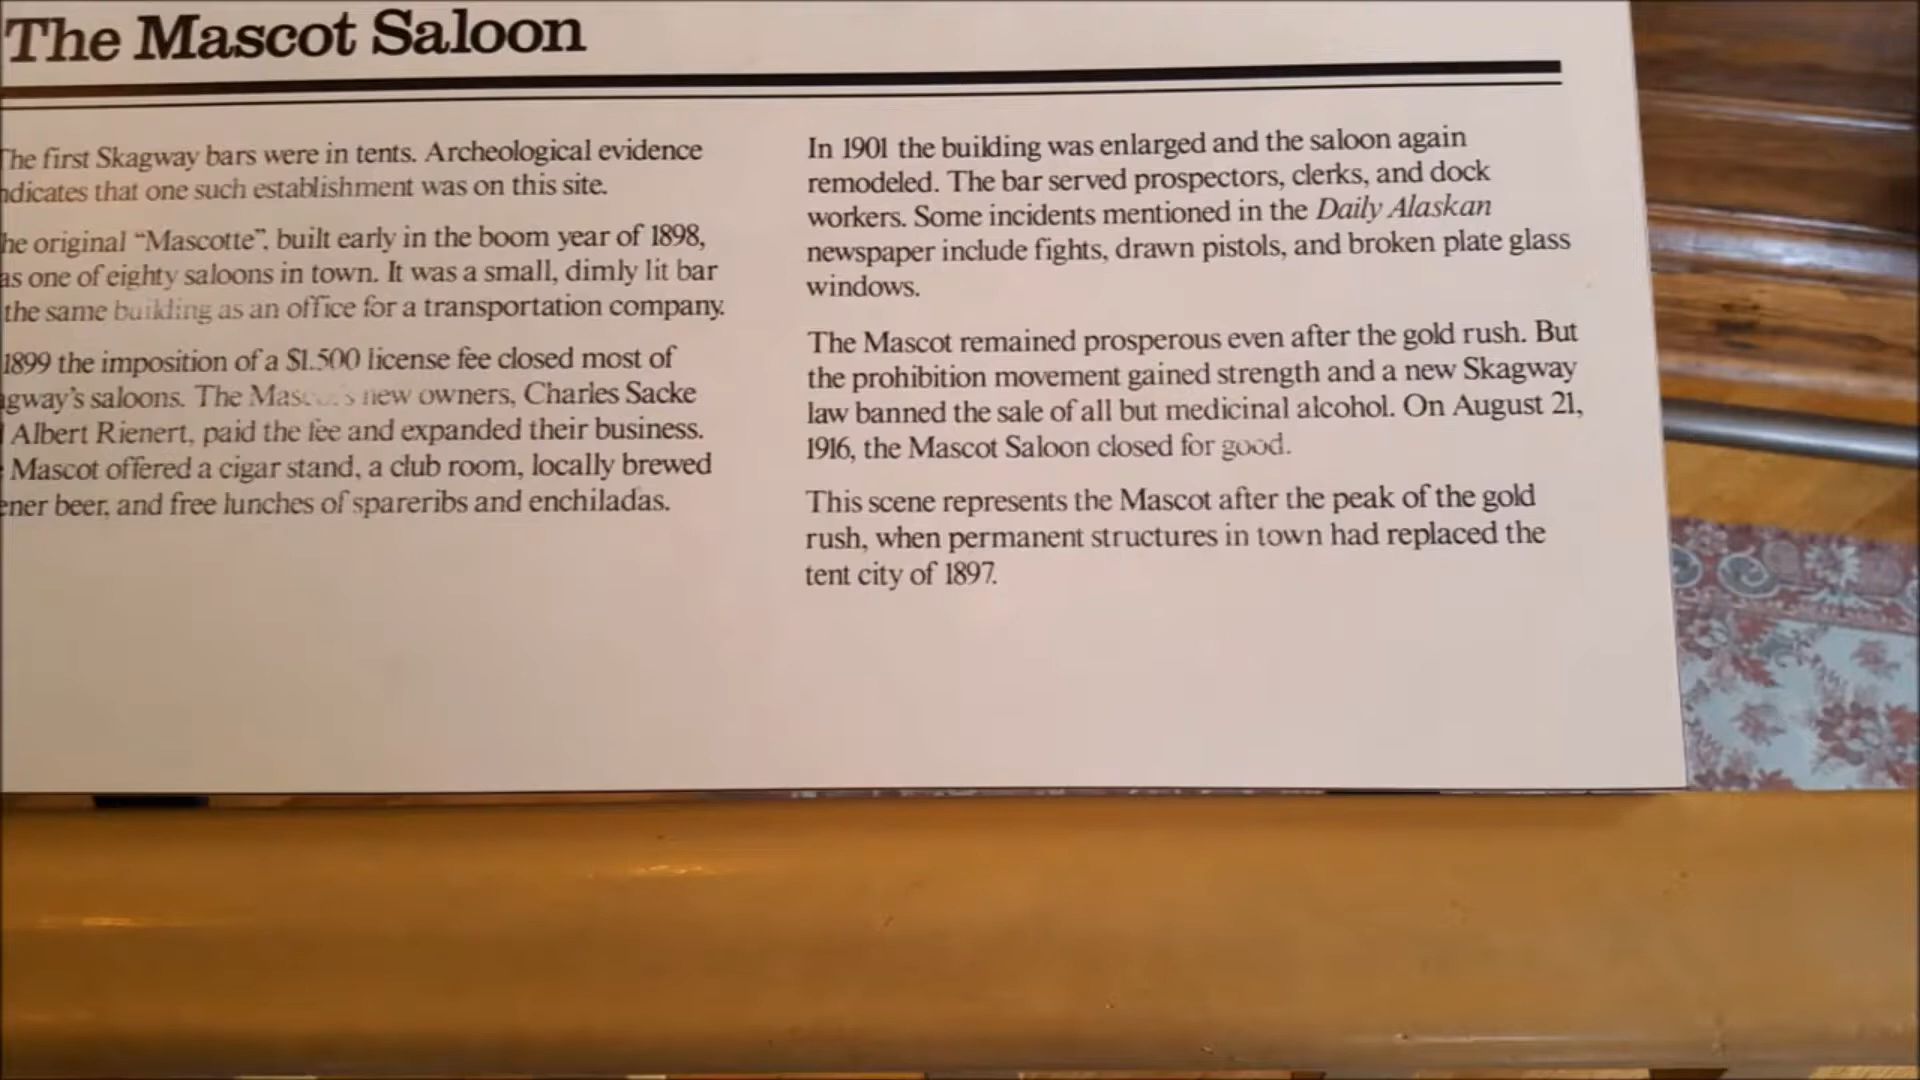 The Mascot Saloon
The first Skagway bars were in tents. Archeological evidence
ndicates that one such establishment was on this site.
he original “Mascotte”, built early in the boom year of 1898,
as one of eighty saloons in town. It was a small, dimly lit bar
the same building as an office for a transportation company.
1899 the imposition of a $1,500 license fee closed most of
gway's saloons. The new owners, Charles Sacke
Albert Rienert, paid the fee and expanded their business.
Mascot offered a cigar stand, a club room, locally brewed
ener beer, and free lunches of spareribs and enchiladas.
In 1901 the building was enlarged and the saloon again
remodeled. The bar served prospectors, clerks, and dock
workers. Some incidents mentioned in the Daily Alaskan
newspaper include fights, drawn pistols, and broken plate glass
windows.
The Mascot remained prosperous even after the gold rush. But
the prohibition movement gained strength and a new Skagway
law banned the sale of all but medicinal alcohol. On August 21,
1916, the Mascot Saloon closed for good.
This scene represents the Mascot after the peak of the gold
rush, when permanent structures in town had replaced the
tent city of 1897.